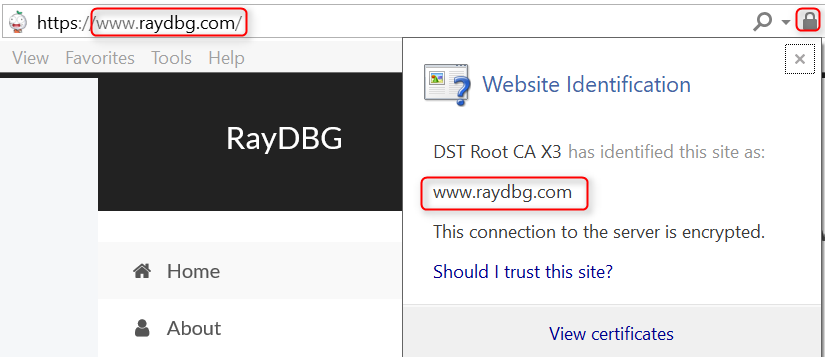 https://www.raydbg.com/
View Favorites Tools Help
RayDBG
Home
About
Website Identification
DST Root CA X3 has identified this site as:
www.raydbg.com
This connection to the server is encrypted.
Should I trust this site?
View certificates